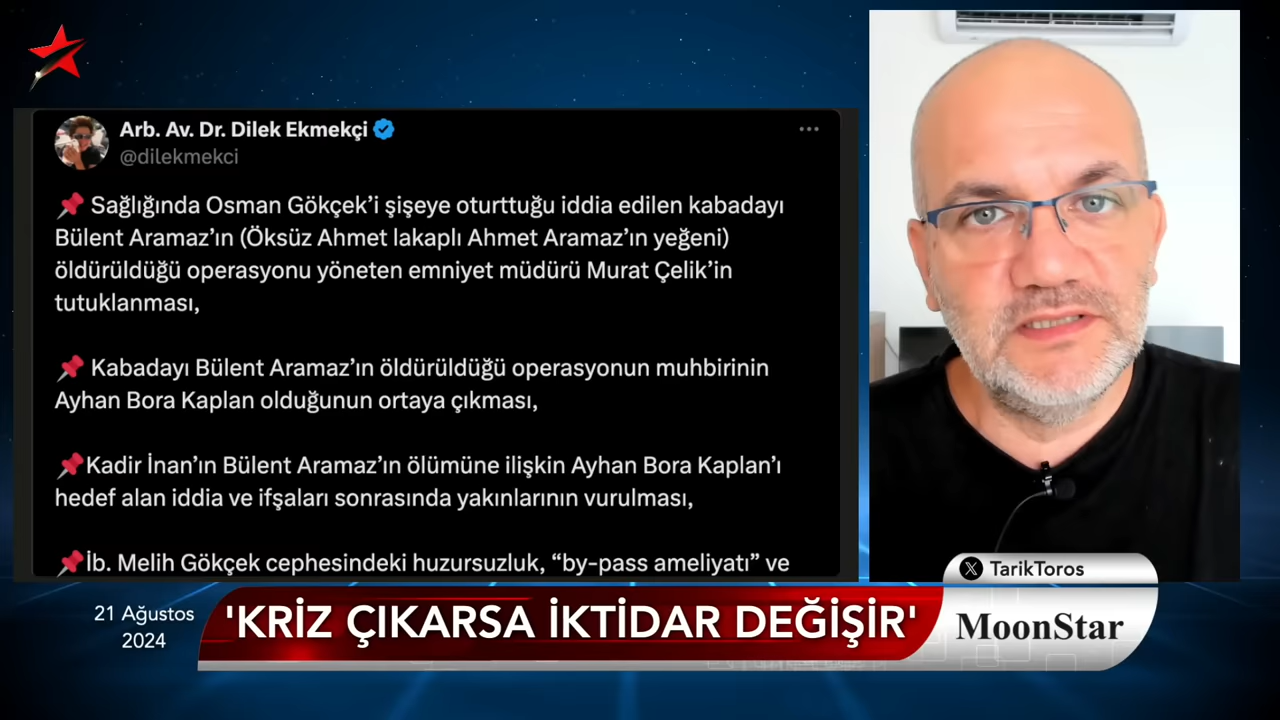 Arb. Av. Dr. Dilek Ekmekçi
@dilekmekci
Sağlığında Osman Gökçek’i şişeye oturttuğu iddia edilen kabadayı
Bülent Aramaz’ın (Öksüz Ahmet lakaplı Ahmet Aramaz’ın yeğeni)
öldürüldüğü operasyonu yöneten emniyet müdürü Murat Çelik’in
tutuklanması,
Kabadayı Bülent Aramaz’ın öldürüldüğü operasyonun muhbirinin
Ayhan Bora Kaplan olduğunun ortaya çıkması,
Kadir İnan’ın Bülent Aramaz’ın ölümüne ilişkin Ayhan Bora Kaplan’ı
hedef alan iddia ve ifşaları sonrasında yakınlarının vurulması,
İb. Melih Gökçek cephesindeki huzursuzluk, “by-pass ameliyatı” ve
X TarikToros
21 Ağustos
2024
'KRİZ ÇIKARSA İKTİDAR DEĞİŞİR'
MoonStar